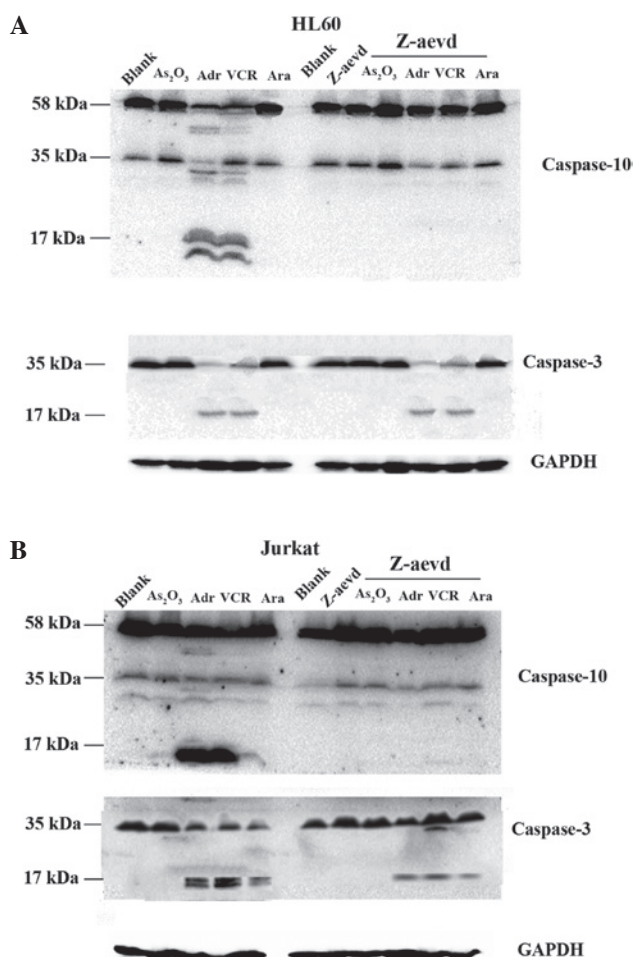 A
HL60
Z-aevd
Blank As₂O₃ Adr VCR Ara Blank Z-aevd As₂O₃ Adr VCR Ara
58 kDa
35 kDa
Caspase-10
17 kDa
35 kDa
Caspase-3
17 kDa
GAPDH
B
Jurkat
Z-aevd
Blank As₂O₃ Adr VCR Ara Blank Z-aevd As₂O₃ Adr VCR Ara
58 kDa
35 kDa
Caspase-10
17 kDa
35 kDa
Caspase-3
17 kDa
GAPDH